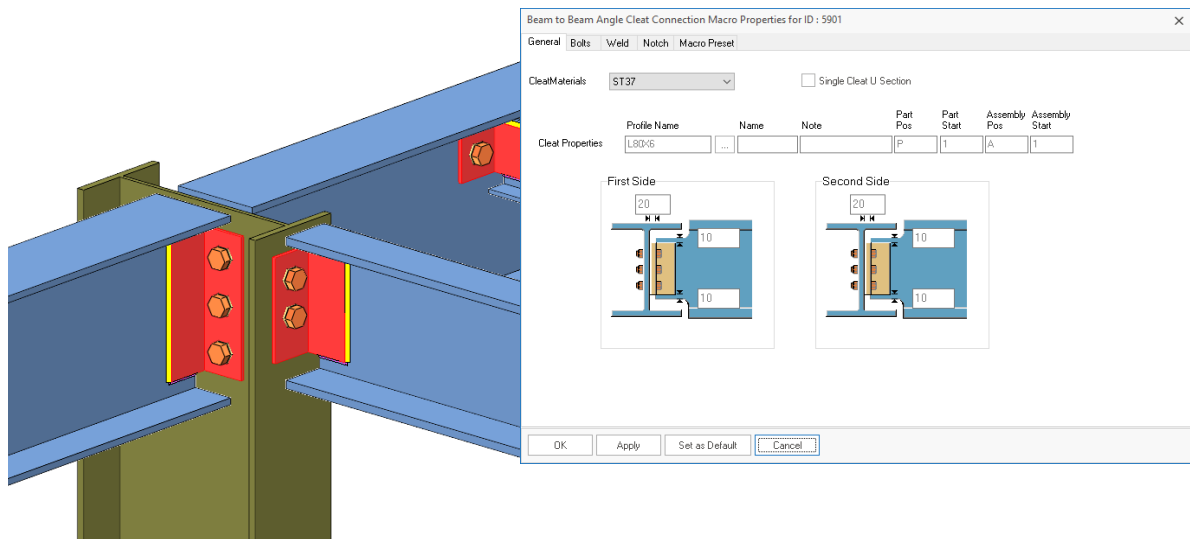 Beam to Beam Angle Cleat Connection Macro Properties for ID : 5901
General Bolts Weld Notch Macro Preset
CleatMaterials ST37 Single Cleat U Section
Profile Name Name Note Part Pos Part Start Assembly Pos Assembly Start
Cleat Properties L80X6 ... P 1 A 1
First Side Second Side
20 20
10 10
10 10
OK Apply Set as Default Cancel